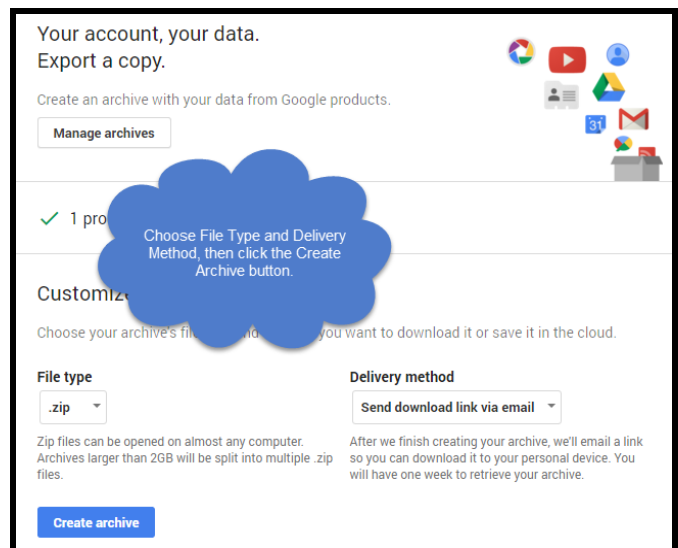 Your account, your data.
Export a copy.
Create an archive with your data from Google products.
Manage archives
31
1 pro
Choose File Type and Delivery
Method, then click the Create
Archive button.
Customiz
Choose your archive's fi you want to download it or save it in the cloud.
File type
.zip
Zip files can be opened on almost any computer.
Archives larger than 2GB will be split into multiple .zip
files.
Delivery method
Send download link via email
After we finish creating your archive, we'll email a link
so you can download it to your personal device. You
will have one week to retrieve your archive.
Create archive